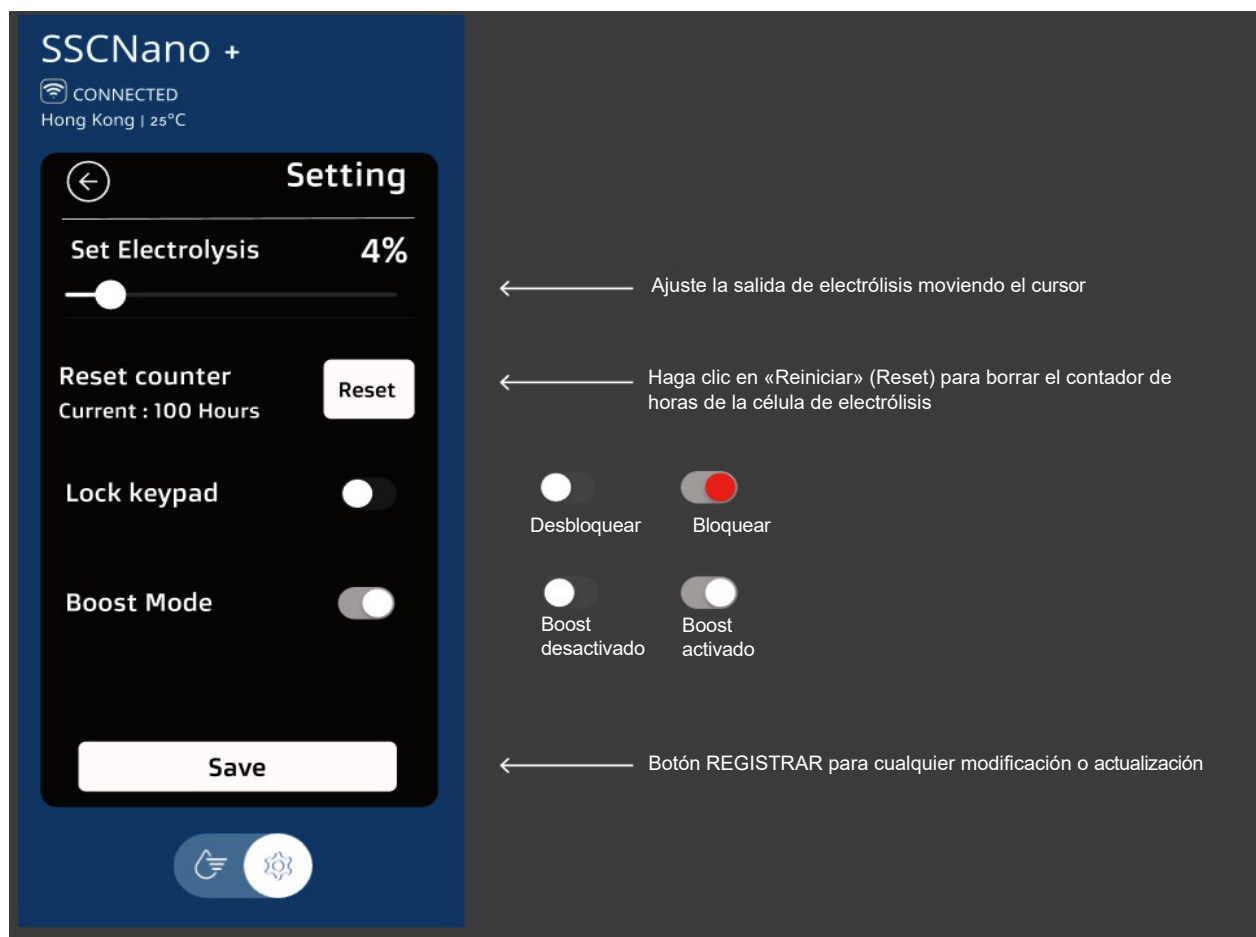 SSCNano +
CONNECTED
Hong Kong | 25°C
Setting
Set Electrolysis 4%
Ajuste la salida de electrólisis moviendo el cursor
Reset counter
Current : 100 Hours
Reset
Haga clic en «Reiniciar» (Reset) para borrar el contador de
horas de la célula de electrólisis
Lock keypad
Desbloquear Bloquear
Boost Mode
Boost
desactivado
Boost
activado
Save
Botón REGISTRAR para cualquier modificación o actualización